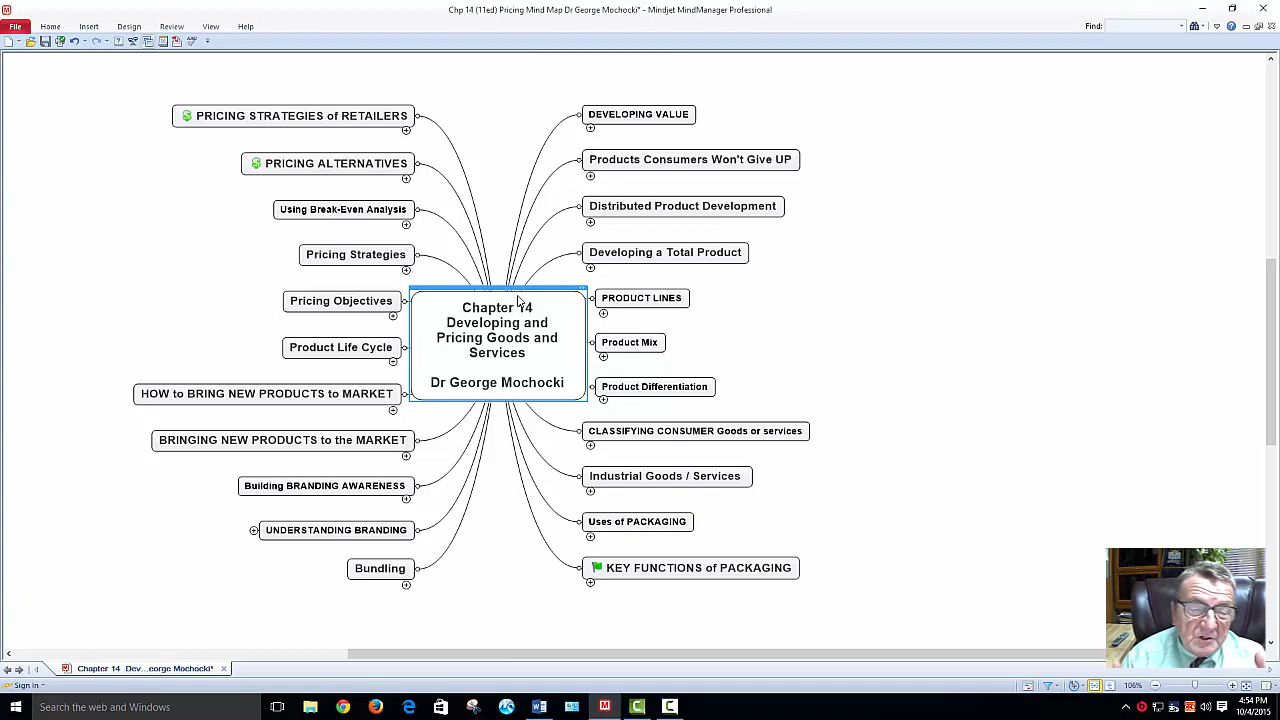 Chp 14 (11ed) Pricing Mind Map Dr George Mochocki* - Mindjet MindManager Professional
File Home Insert Design Review View Help
Find:
PRICING STRATEGIES of RETAILERS
PRICING ALTERNATIVES
Using Break-Even Analysis
Pricing Strategies
Pricing Objectives
Product Life Cycle
HOW to BRING NEW PRODUCTS to MARKET
BRINGING NEW PRODUCTS to the MARKET
Building BRANDING AWARENESS
UNDERSTANDING BRANDING
Bundling
Chapter 14
Developing and
Pricing Goods and
Services
Dr George Mochocki
DEVELOPING VALUE
Products Consumers Won't Give UP
Distributed Product Development
Developing a Total Product
PRODUCT LINES
Product Mix
Product Differentiation
CLASSIFYING CONSUMER Goods or services
Industrial Goods / Services
Uses of PACKAGING
KEY FUNCTIONS of PACKAGING
Chapter 14 Dev...eorge Mochocki*
Sign In
106%
Search the web and Windows
4:54 PM
10/4/2015